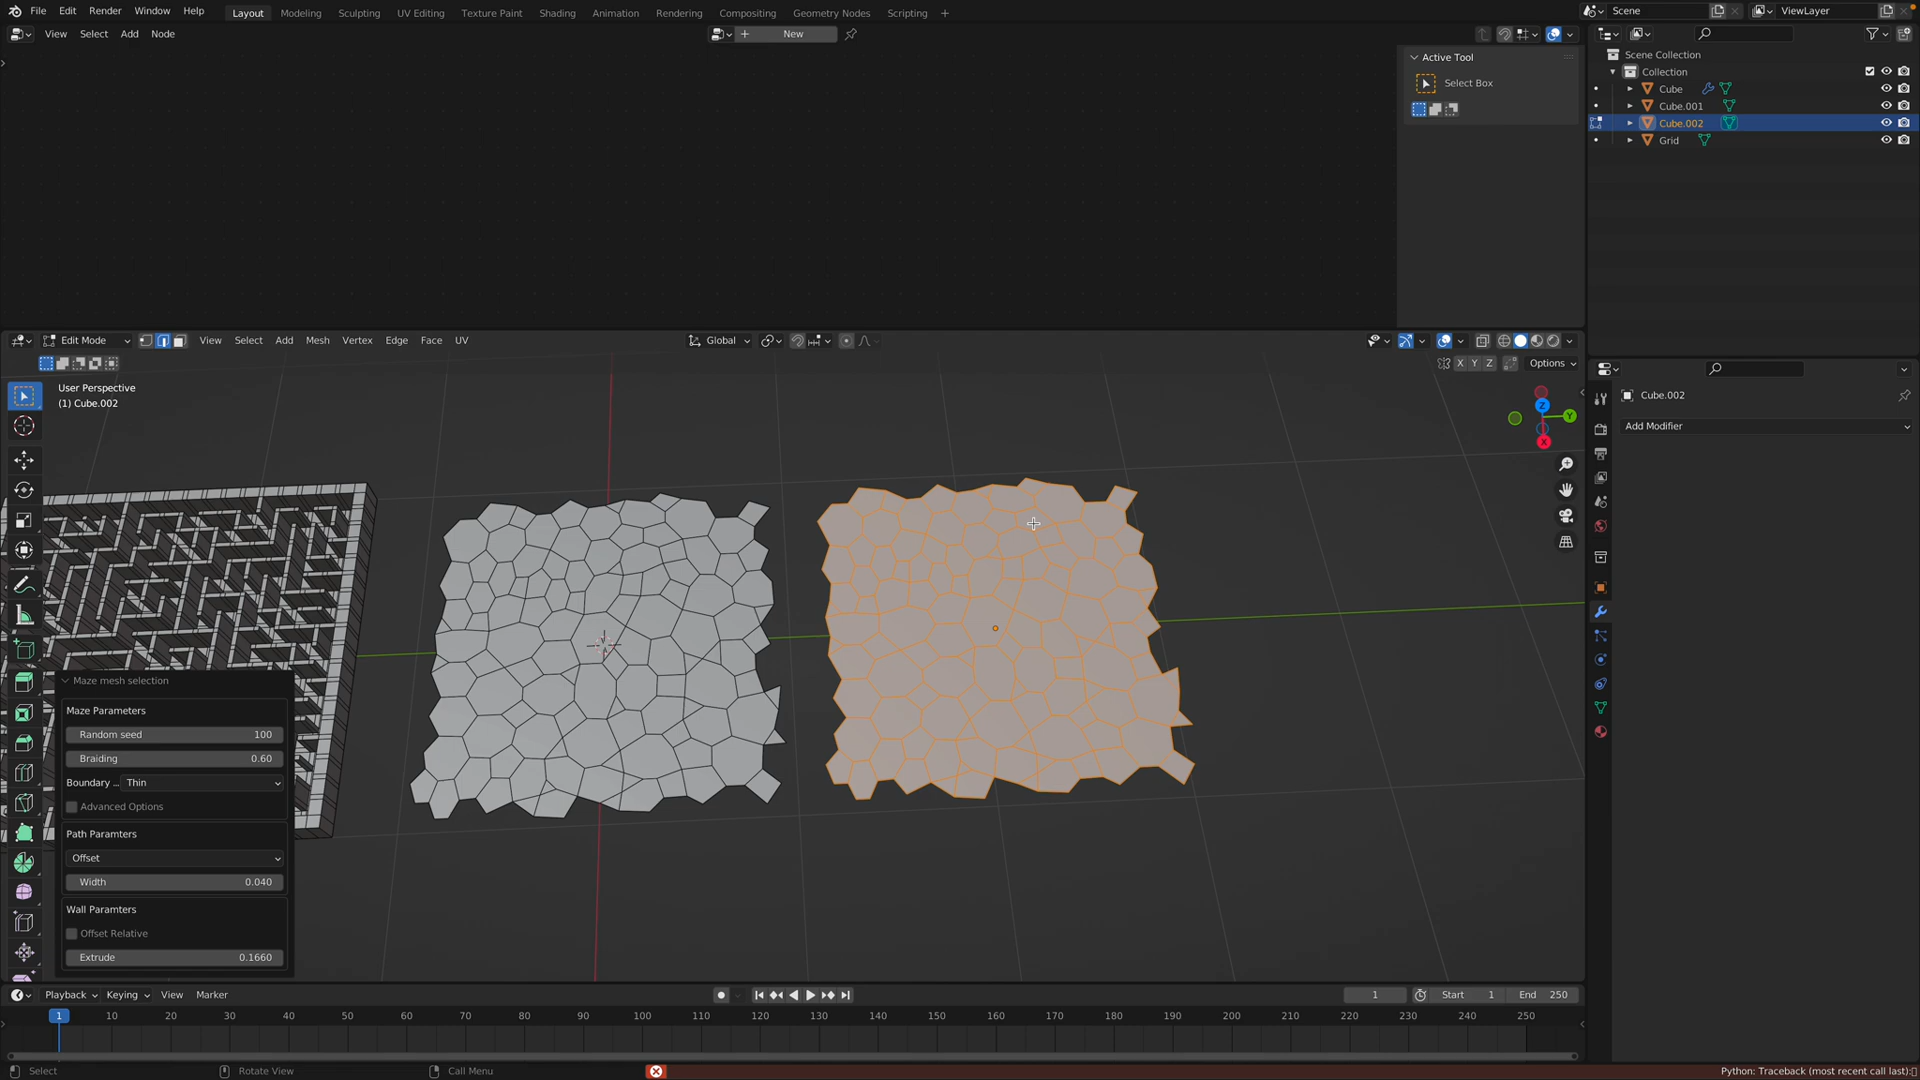 File Edit Render Window Help Layout Modeling Sculpting UV Editing Texture Paint Shading Animation Rendering Compositing Geometry Nodes Scripting + Scene ViewLayer
View Select Add Node New
Active Tool
Select Box
Scene Collection
Collection
Cube
Cube.001
Cube.002
Grid
Edit Mode View Select Add Mesh Vertex Edge Face UV Global
X Y Z Options
User Perspective
(1) Cube.002
Z
Y
X
Cube.002
Add Modifier
Maze mesh selection
Maze Parameters
Random seed 100
Braiding 0.60
Boundary ... Thin
Advanced Options
Path Paramters
Offset
Width 0.040
Wall Paramters
Offset Relative
Extrude 0.1660
Playback Keying View Marker 1 Start 1 End 250
1 10 20 30 40 50 60 70 80 90 100 110 120 130 140 150 160 170 180 190 200 210 220 230 240 250
Select Rotate View Call Menu Python: Traceback (most recent call last):